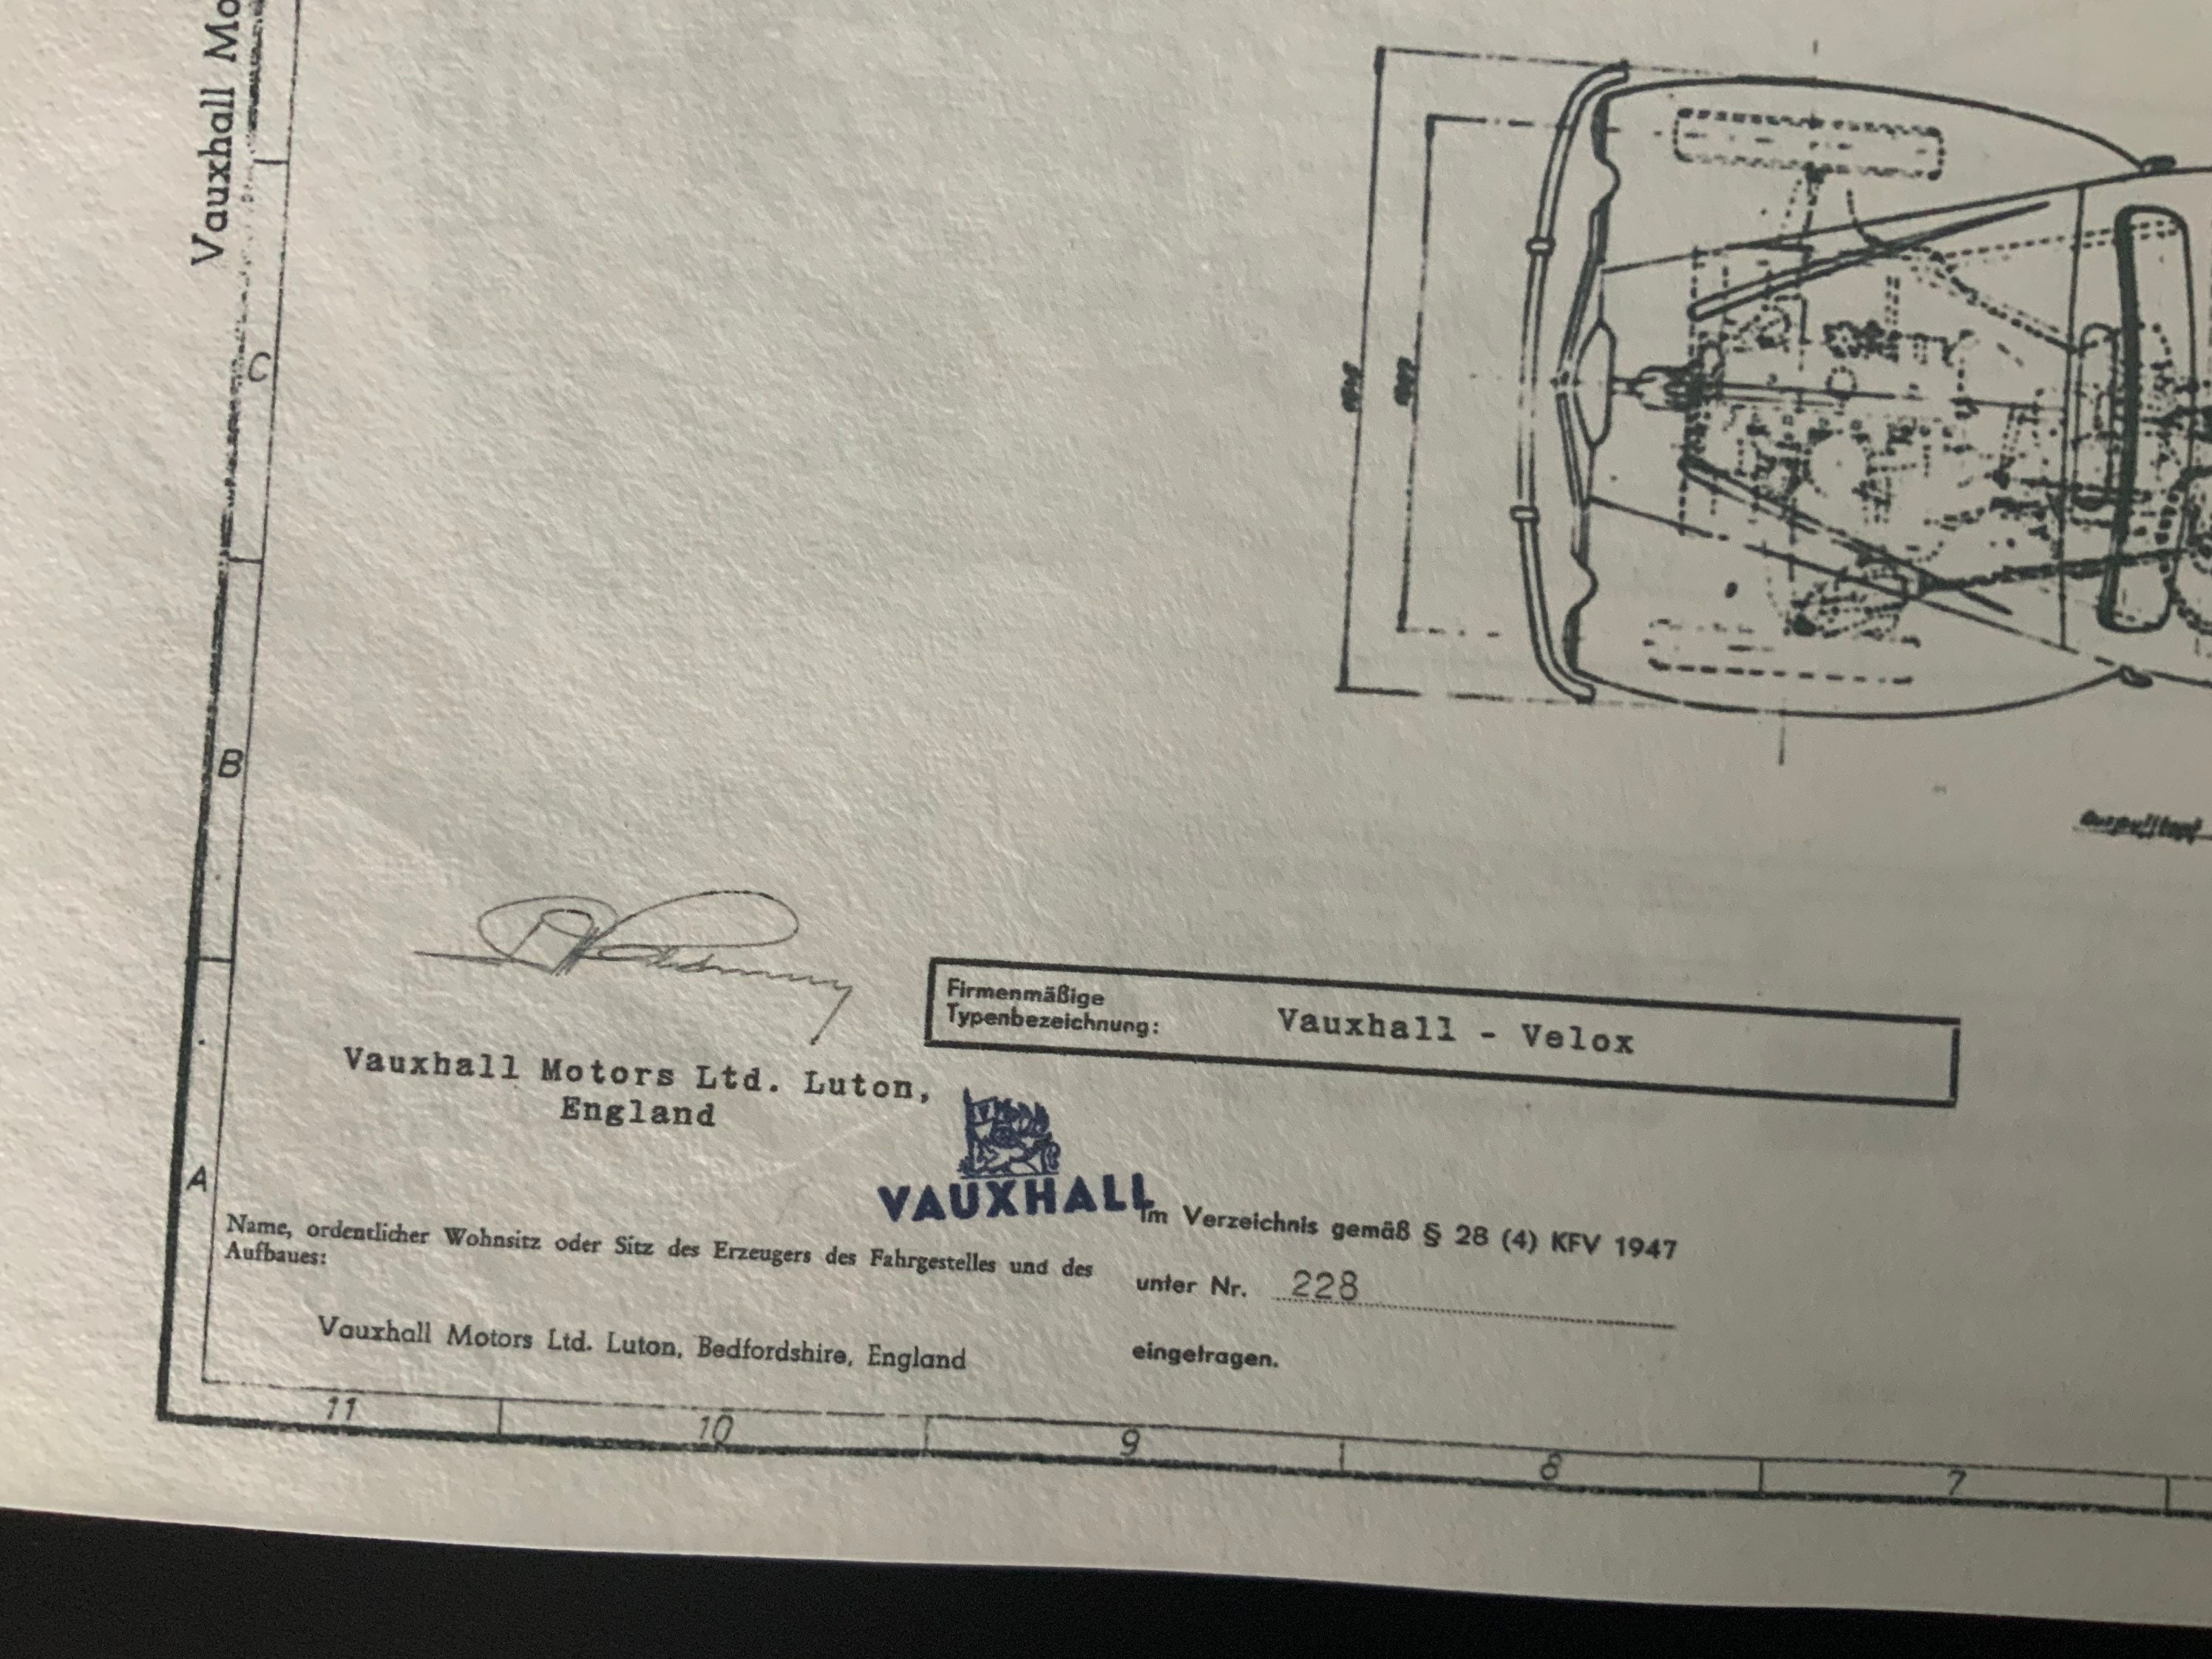 Vauxhall Mo
C
B
A
Firmenmäßige
Typenbezeichnung:
Vauxhall - Velox
Vauxhall Motors Ltd. Luton,
England
VAUXHALL
Im Verzeichnis gemäß § 28 (4) KFV 1947
unter Nr. 228
eingetragen.
Name, ordentlicher Wohnsitz oder Sitz des Erzeugers des Fahrgestelles und des
Aufbaues:
Vauxhall Motors Ltd. Luton, Bedfordshire, England
11 10 9 8 7